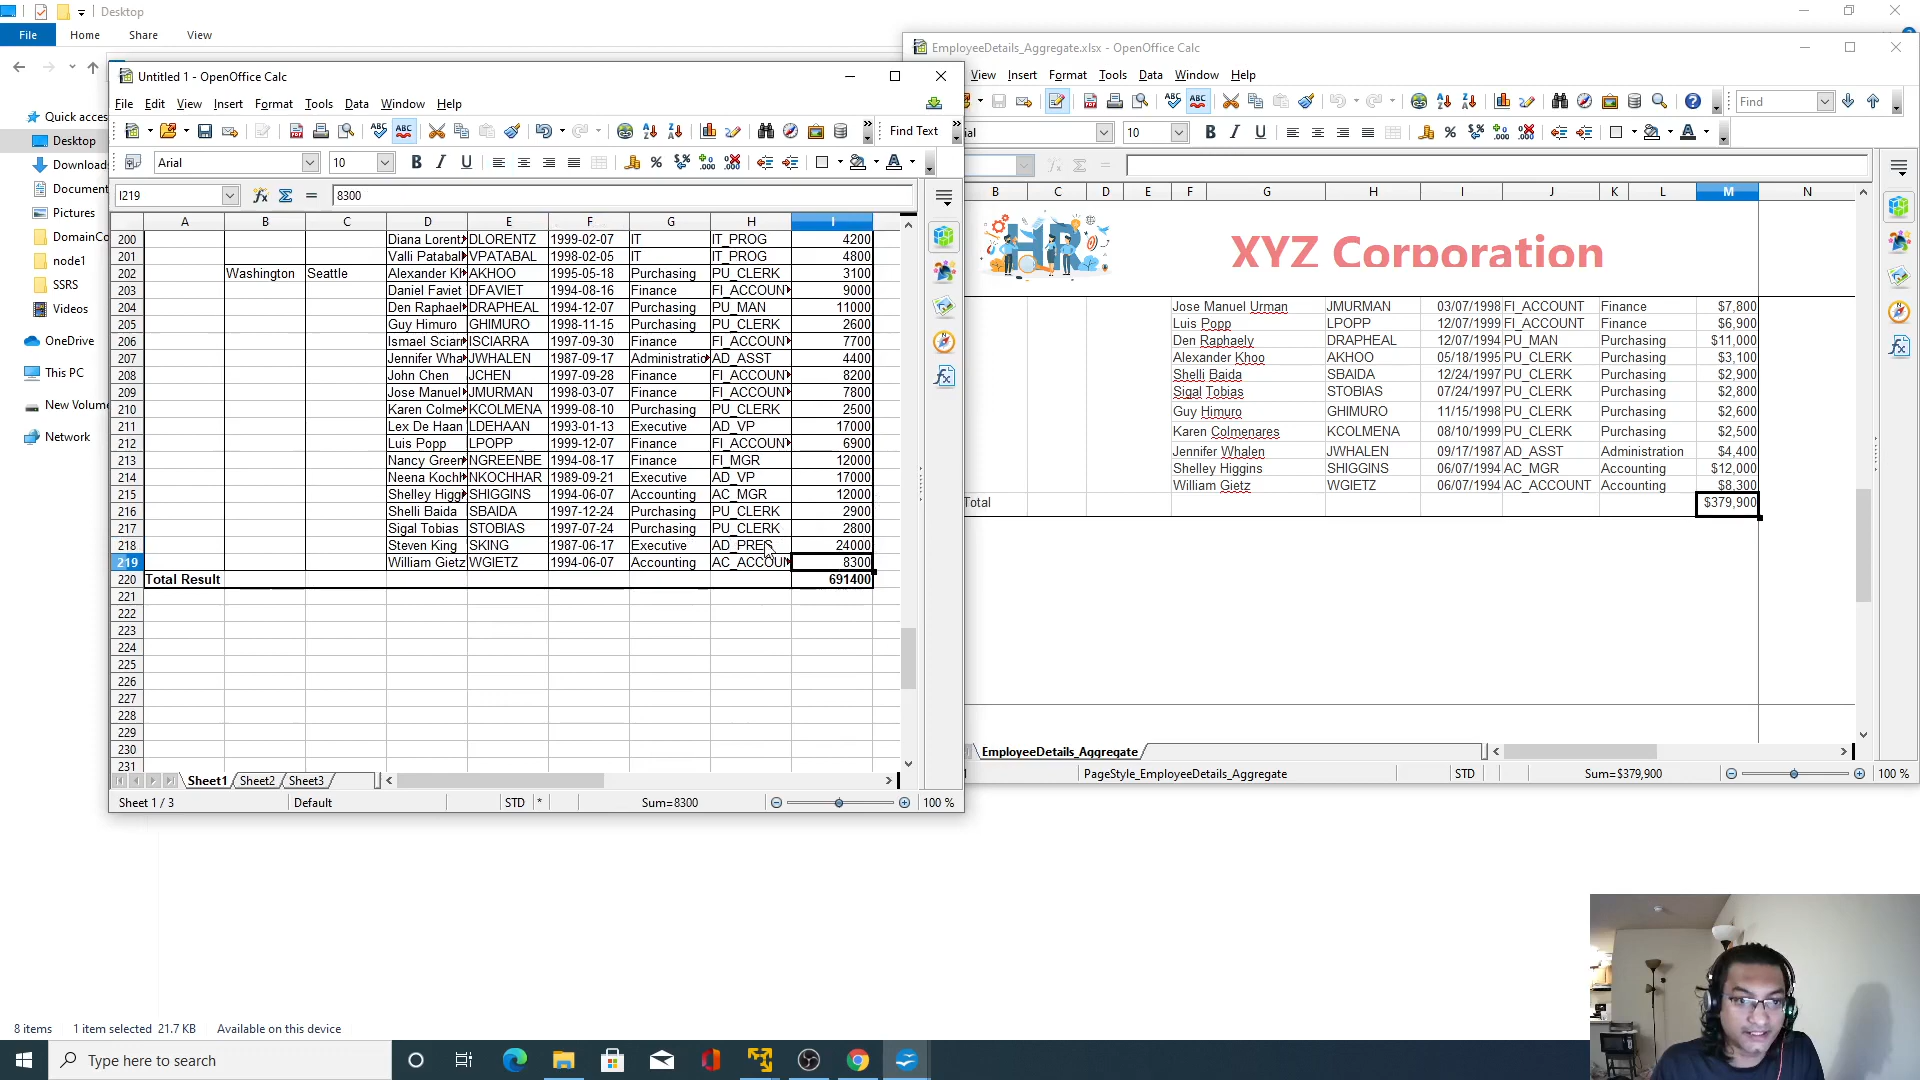 Desktop
File Home Share View
Quick acces
Desktop
Download
Document
Pictures
DomainCo
node1
SSRS
Videos
OneDrive
This PC
New Volum
Network
8 items 1 item selected 21.7 KB Available on this device
Untitled 1 - OpenOffice Calc
File Edit View Insert Format Tools Data Window Help
Find Text
Arial 10
I219 8300
A B C D E F G H I
200 Diana Lorent DLORENTZ 1999-02-07 IT IT_PROG 4200
201 Valli Patabal VPATABAL 1998-02-05 IT IT_PROG 4800
202 Washington Seattle Alexander Kh AKHOO 1995-05-18 Purchasing PU_CLERK 3100
203 Daniel Faviet DFAVIET 1994-08-16 Finance FI_ACCOUN 9000
204 Den Raphael DRAPHEAL 1994-12-07 Purchasing PU_MAN 11000
205 Guy Himuro GHIMURO 1998-11-15 Purchasing PU_CLERK 2600
206 Ismael Sciar ISCIARRA 1997-09-30 Finance FI_ACCOUN 7700
207 Jennifer Wha JWHALEN 1987-09-17 Administratio AD_ASST 4400
208 John Chen JCHEN 1997-09-28 Finance FI_ACCOUN 8200
209 Jose Manuel JMURMAN 1998-03-07 Finance FI_ACCOUN 7800
210 Karen Colme KCOLMENA 1999-08-10 Purchasing PU_CLERK 2500
211 Lex De Haan LDEHAAN 1993-01-13 Executive AD_VP 17000
212 Luis Popp LPOPP 1999-12-07 Finance FI_ACCOUN 6900
213 Nancy Green NGREENBE 1994-08-17 Finance FI_MGR 12000
214 Neena Kochh NKOCHHAR 1989-09-21 Executive AD_VP 17000
215 Shelley Higg SHIGGINS 1994-06-07 Accounting AC_MGR 12000
216 Shelli Baida SBAIDA 1997-12-24 Purchasing PU_CLERK 2900
217 Sigal Tobias STOBIAS 1997-07-24 Purchasing PU_CLERK 2800
218 Steven King SKING 1987-06-17 Executive AD_PRES 24000
219 William Gietz WGIETZ 1994-06-07 Accounting AC_ACCOUN 8300
220 Total Result 691400
221
222
223
224
225
226
227
228
229
230
231
Sheet1 Sheet2 Sheet3
Sheet 1 / 3 Default STD * Sum=8300 100 %
EmployeeDetails_Aggregate.xlsx - OpenOffice Calc
View Insert Format Tools Data Window Help
Find
ial 10
B C D E F G H I J K L M N
HR
XYZ Corporation
Jose Manuel Urman JMURMAN 03/07/1998 FI_ACCOUNT Finance $7,800
Luis Popp LPOPP 12/07/1999 FI_ACCOUNT Finance $6,900
Den Raphaely DRAPHEAL 12/07/1994 PU_MAN Purchasing $11,000
Alexander Khoo AKHOO 05/18/1995 PU_CLERK Purchasing $3,100
Shelli Baida SBAIDA 12/24/1997 PU_CLERK Purchasing $2,900
Sigal Tobias STOBIAS 07/24/1997 PU_CLERK Purchasing $2,800
Guy Himuro GHIMURO 11/15/1998 PU_CLERK Purchasing $2,600
Karen Colmenares KCOLMENA 08/10/1999 PU_CLERK Purchasing $2,500
Jennifer Whalen JWHALEN 09/17/1987 AD_ASST Administration $4,400
Shelley Higgins SHIGGINS 06/07/1994 AC_MGR Accounting $12,000
William Gietz WGIETZ 06/07/1994 AC_ACCOUNT Accounting $8,300
Total $379,900
EmployeeDetails_Aggregate
PageStyle_EmployeeDetails_Aggregate STD Sum=$379,900 100 %
Type here to search